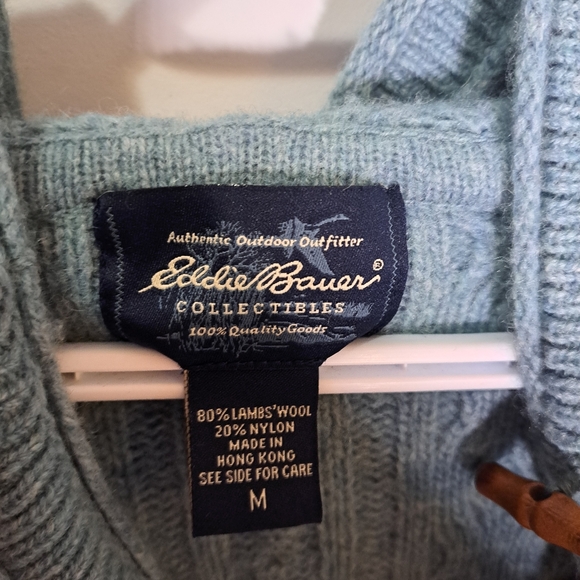 Authentic Outdoor Outfitter
Eddie Bauer®
COLLECTIBLES
100% Quality Goods
80% LAMBS' WOOL
20% NYLON
MADE IN
HONG KONG
SEE SIDE FOR CARE
M